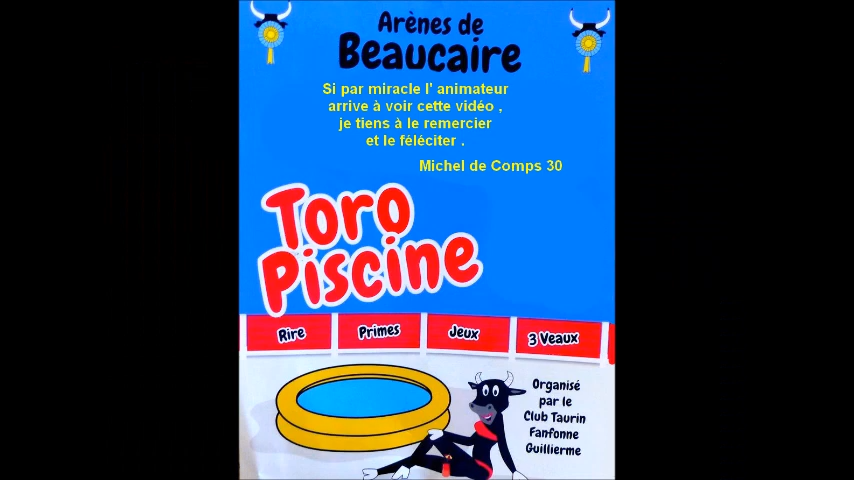 Arènes de
Beaucaire
Si par miracle l' animateur
arrive à voir cette vidéo ,
je tiens à le remercier
et le féléciter .
Michel de Comps 30
Toro
Piscine
Rire
Primes
Jeux
3 Veaux
Organisé
par le
Club Taurin
Fanfonne
Guillierme